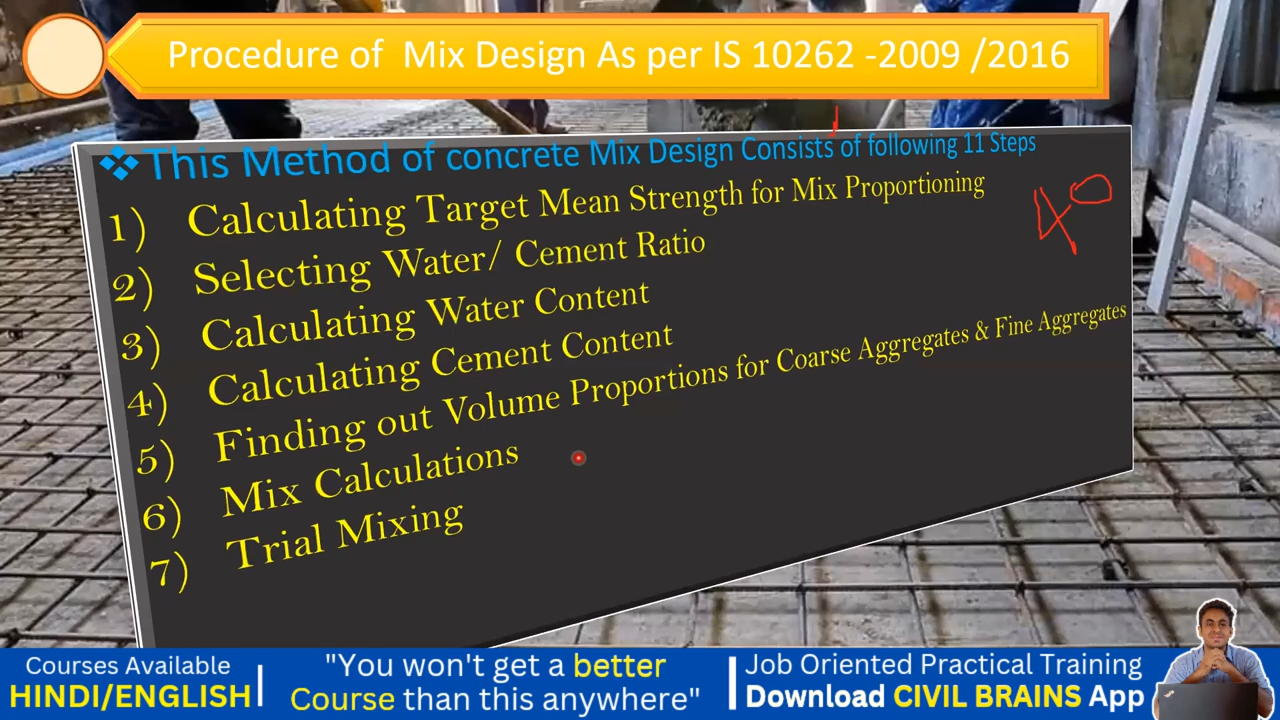 Procedure of Mix Design As per IS 10262 -2009 /2016
❖This Method of concrete Mix Design Consists of following 11 Steps
1) Calculating Target Mean Strength for Mix Proportioning
40
2) Selecting Water/ Cement Ratio
3) Calculating Water Content
4) Calculating Cement Content
5) Finding out Volume Proportions for Coarse Aggregates & Fine Aggregates
6) Mix Calculations
7) Trial Mixing
Courses Available
HINDI/ENGLISH
"You won't get a better
Course than this anywhere"
Job Oriented Practical Training
Download CIVIL BRAINS App